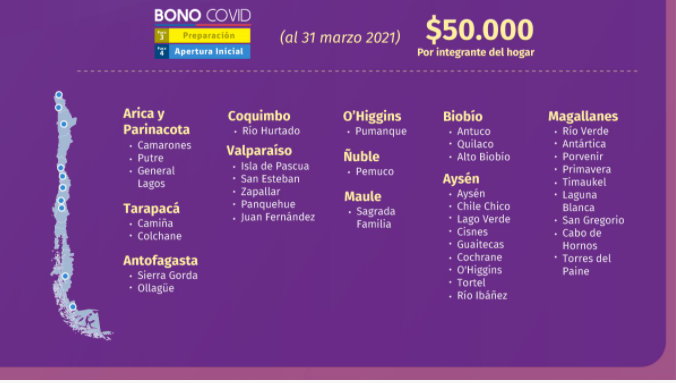 BONO COVID
Paso 3 Preparación
Paso 4 Apertura Inicial
(al 31 marzo 2021)
$50.000
Por integrante del hogar
Arica y
Parinacota
• Camarones
• Putre
• General
Lagos
Tarapacá
• Camiña
• Colchane
Antofagasta
• Sierra Gorda
• Ollagüe
Coquimbo
• Río Hurtado
Valparaíso
• Isla de Pascua
• San Esteban
• Zapallar
• Panquehue
• Juan Fernández
O'Higgins
• Pumanque
Ñuble
• Pemuco
Maule
• Sagrada
Familia
Biobío
• Antuco
• Quilaco
• Alto Biobío
Aysén
• Aysén
• Chile Chico
• Lago Verde
• Cisnes
• Guaitecas
• Cochrane
• O'Higgins
• Tortel
• Río Ibáñez
Magallanes
• Río Verde
• Antártica
• Porvenir
• Primavera
• Timaukel
• Laguna
Blanca
• San Gregorio
• Cabo de
Hornos
• Torres del
Paine